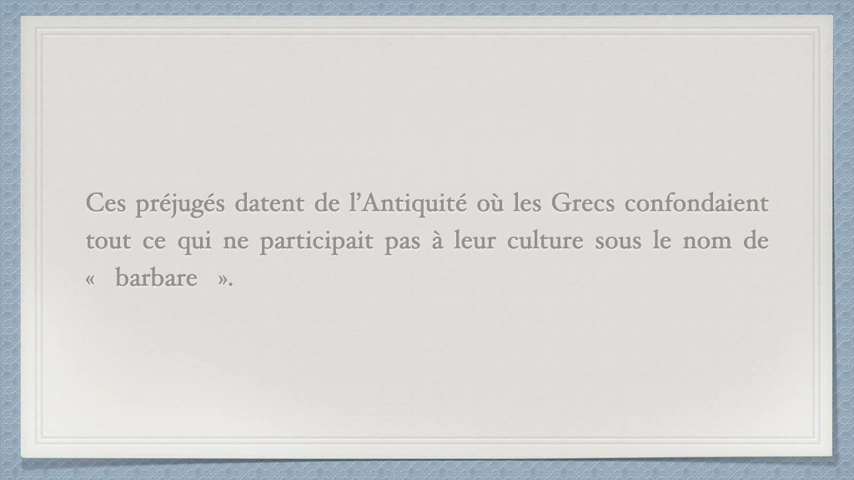 Ces préjugés datent de l’Antiquité où les Grecs confondaient
tout ce qui ne participait pas à leur culture sous le nom de
« barbare ».